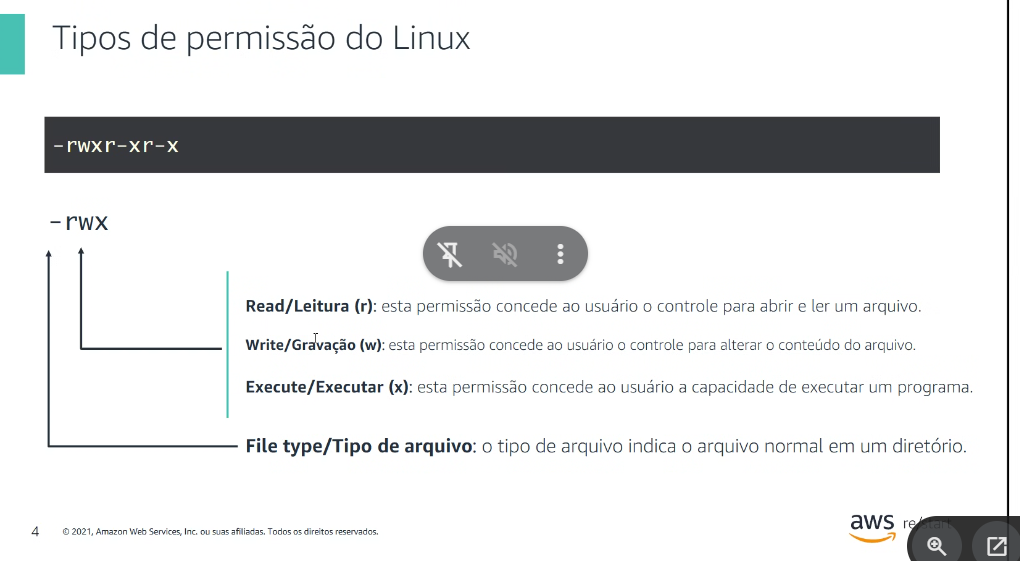 Tipos de permissão do Linux
-rwxr-xr-x
-rwx
Read/Leitura (r): esta permissão concede ao usuário o controle para abrir e ler um arquivo.
Write/Gravação (w): esta permissão concede ao usuário o controle para alterar o conteúdo do arquivo.
Execute/Executar (x): esta permissão concede ao usuário a capacidade de executar um programa.
File type/Tipo de arquivo: o tipo de arquivo indica o arquivo normal em um diretório.
4 © 2021, Amazon Web Services, Inc. ou suas afiliadas. Todos os direitos reservados.
aws re/start